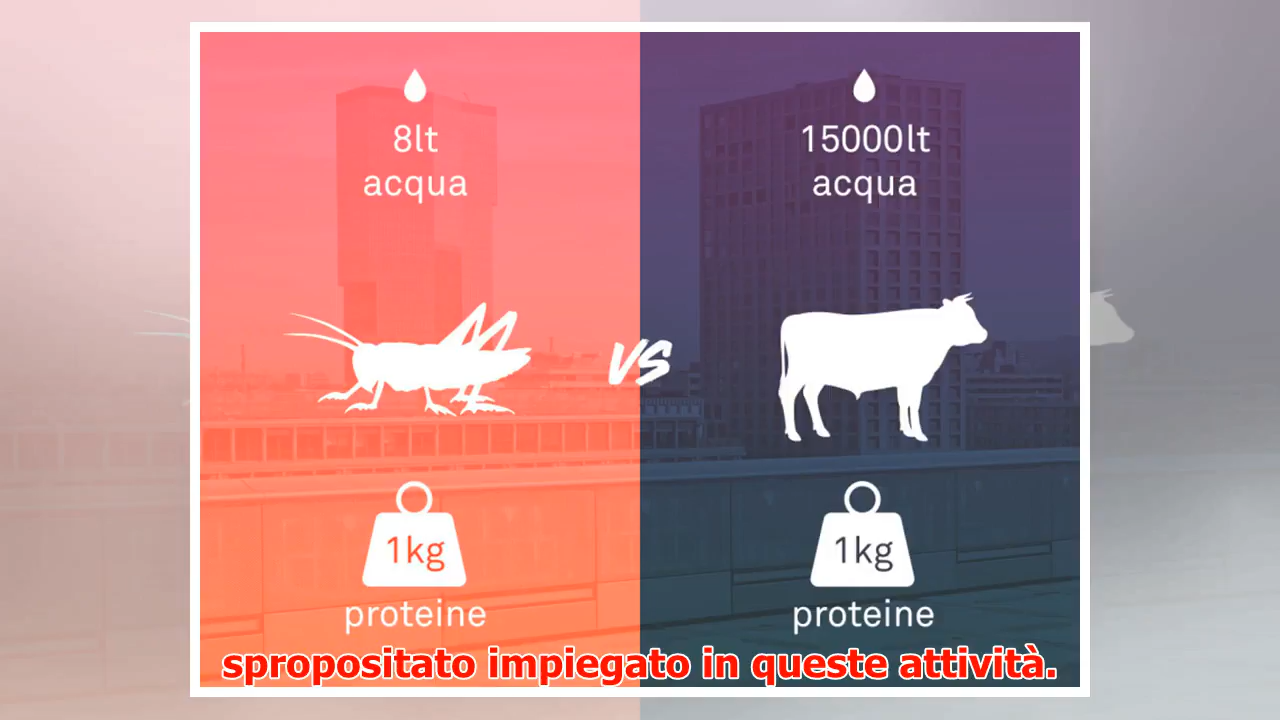 8lt
acqua
15000lt
acqua
VS
1kg
proteine
1kg
proteine
spropositato impiegato in queste attività.